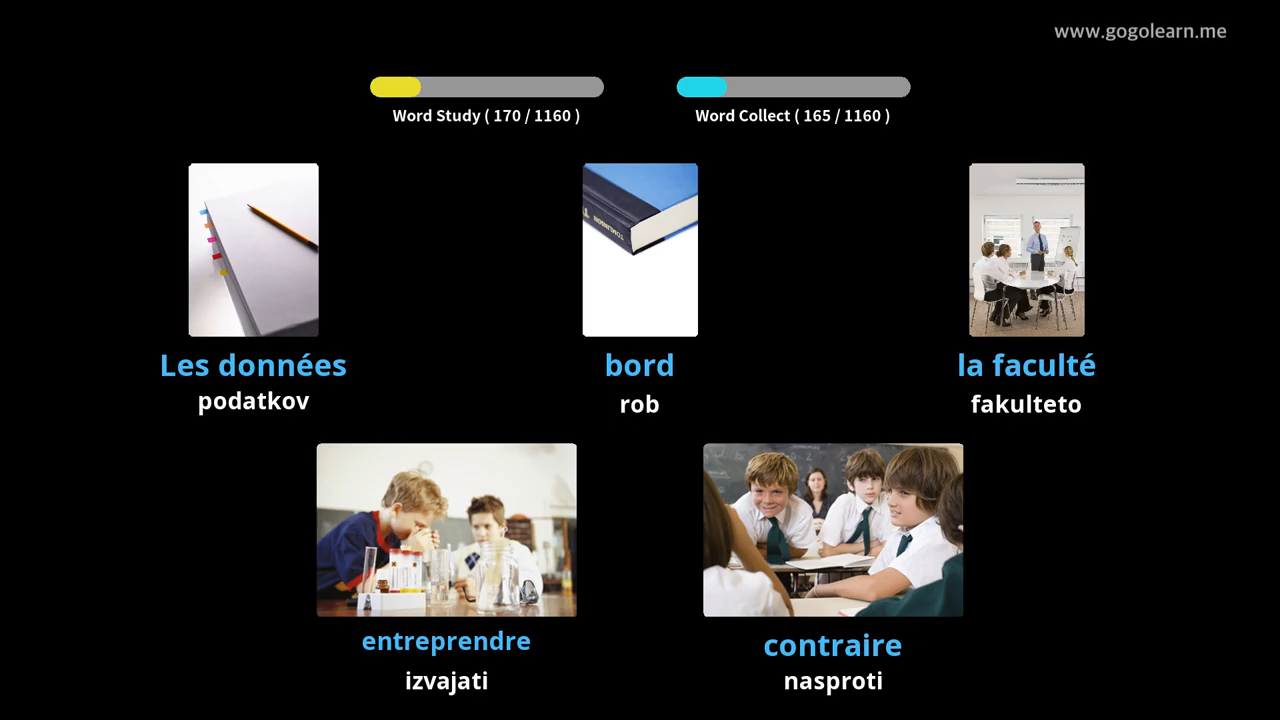 www.gogolearn.me
Word Study ( 170 / 1160 )
Word Collect ( 165 / 1160 )
TOMLINSON
Les données
podatkov
bord
rob
la faculté
fakulteto
entreprendre
izvajati
contraire
nasproti